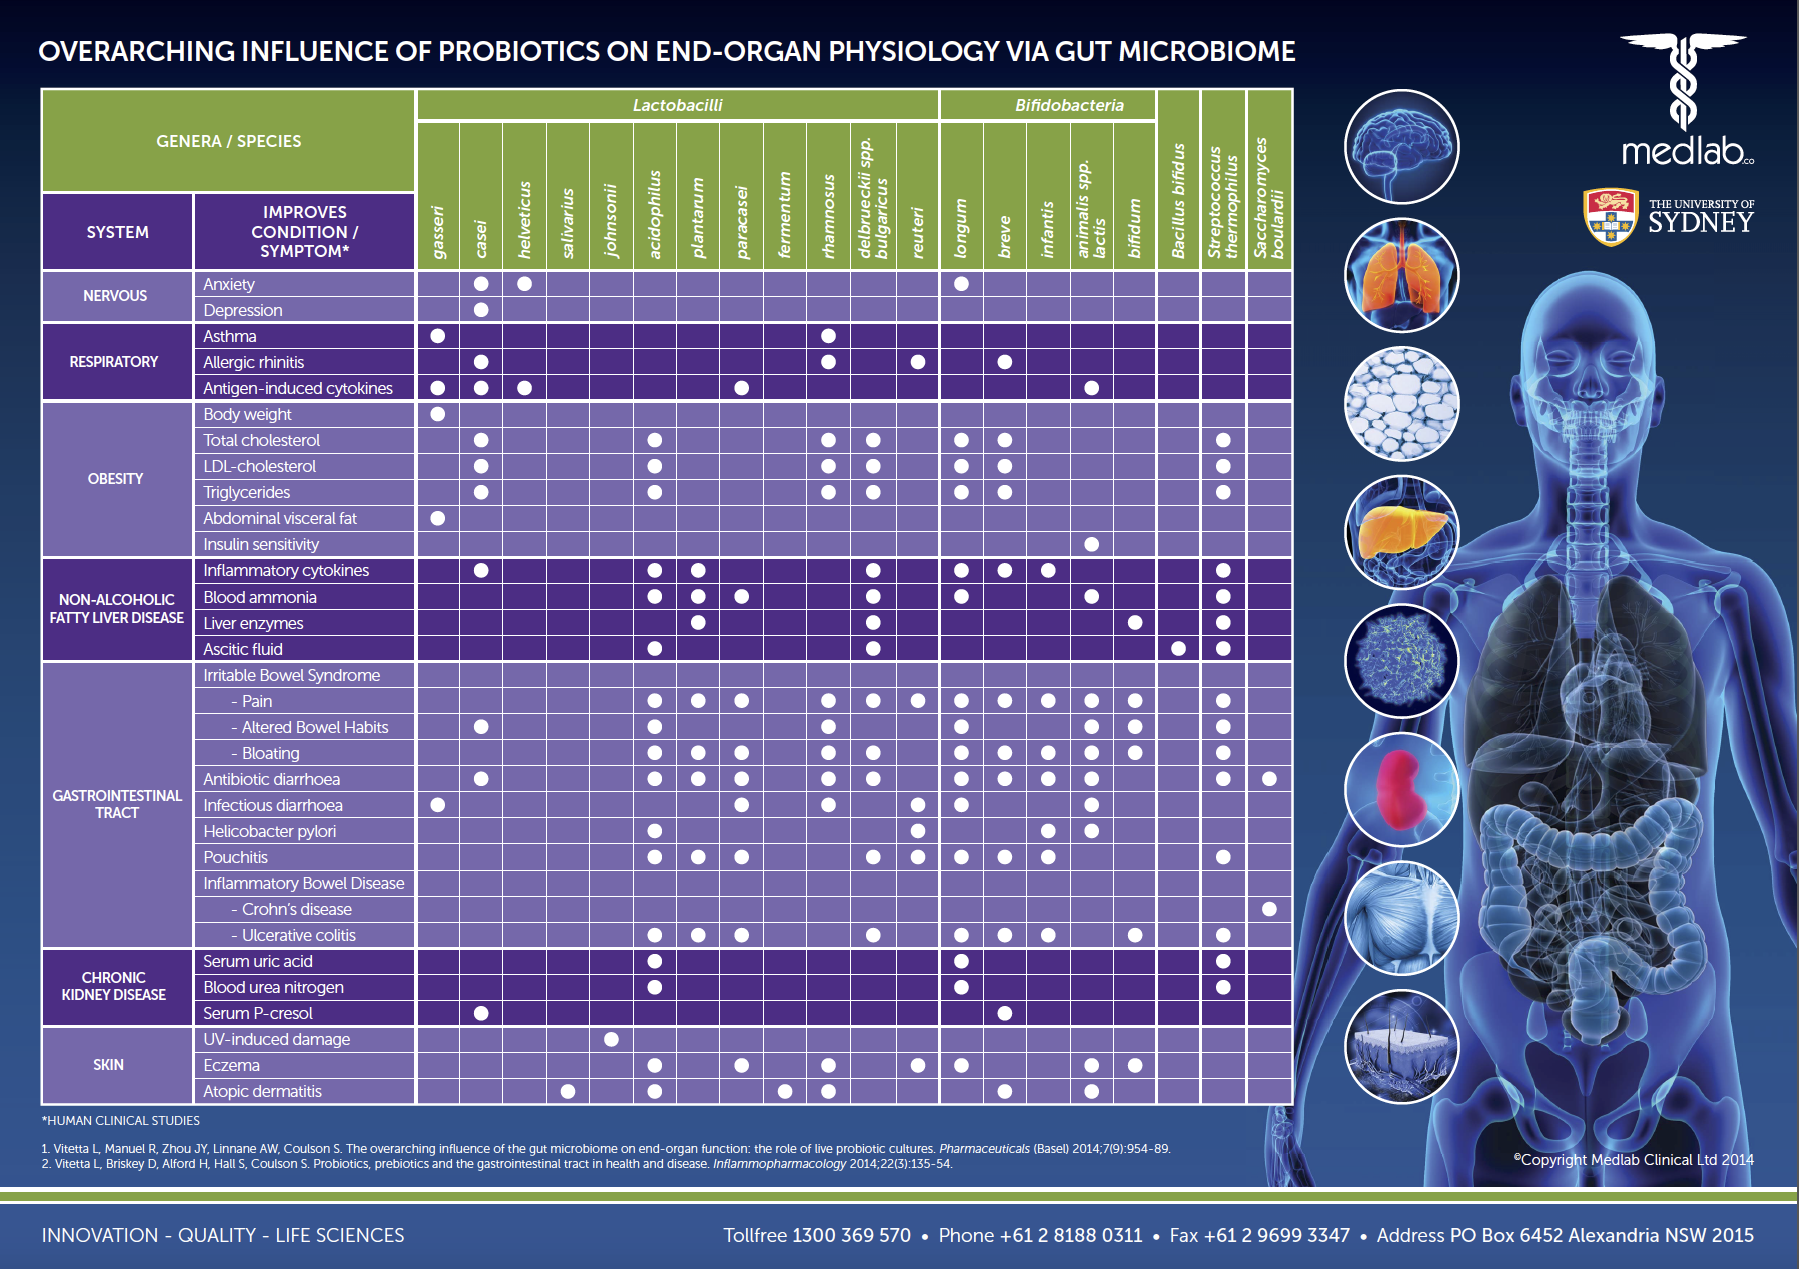 OVERARCHING INFLUENCE OF PROBIOTICS ON END-ORGAN PHYSIOLOGY VIA GUT MICROBIOME
medlab.co
THE UNIVERSITY OF
SYDNEY
GENERA / SPECIES
Lactobacilli
Bifidobacteria
SYSTEM
IMPROVES
CONDITION /
SYMPTOM*
gasseri
casei
helveticus
salivarius
johnsonii
acidophilus
plantarum
paracasei
fermentum
rhamnosus
delbrueckii spp.
bulgaricus
reuteri
longum
breve
infantis
animalis spp.
lactis
bifidum
Bacillus bifidus
Streptococcus
thermophilus
Saccharomyces
boulardii
NERVOUS
Anxiety
Depression
RESPIRATORY
Asthma
Allergic rhinitis
Antigen-induced cytokines
OBESITY
Body weight
Total cholesterol
LDL-cholesterol
Triglycerides
Abdominal visceral fat
Insulin sensitivity
NON-ALCOHOLIC
FATTY LIVER DISEASE
Inflammatory cytokines
Blood ammonia
Liver enzymes
Ascitic fluid
GASTROINTESTINAL
TRACT
Irritable Bowel Syndrome
- Pain
- Altered Bowel Habits
- Bloating
Antibiotic diarrhoea
Infectious diarrhoea
Helicobacter pylori
Pouchitis
Inflammatory Bowel Disease
- Crohn's disease
- Ulcerative colitis
CHRONIC
KIDNEY DISEASE
Serum uric acid
Blood urea nitrogen
Serum P-cresol
SKIN
UV-induced damage
Eczema
Atopic dermatitis
*HUMAN CLINICAL STUDIES
1. Vitetta L, Manuel R, Zhou JY, Linnane AW, Coulson S. The overarching influence of the gut microbiome on end-organ function: the role of live probiotic cultures. Pharmaceuticals (Basel) 2014;7(9):954-89.
2. Vitetta L, Briskey D, Alford H, Hall S, Coulson S. Probiotics, prebiotics and the gastrointestinal tract in health and disease. Inflammopharmacology 2014;22(3):135-54.
©Copyright Medlab Clinical Ltd 2014
INNOVATION - QUALITY - LIFE SCIENCES
Tollfree 1300 369 570 • Phone +61 2 8188 0311 • Fax +61 2 9699 3347 • Address PO Box 6452 Alexandria NSW 2015